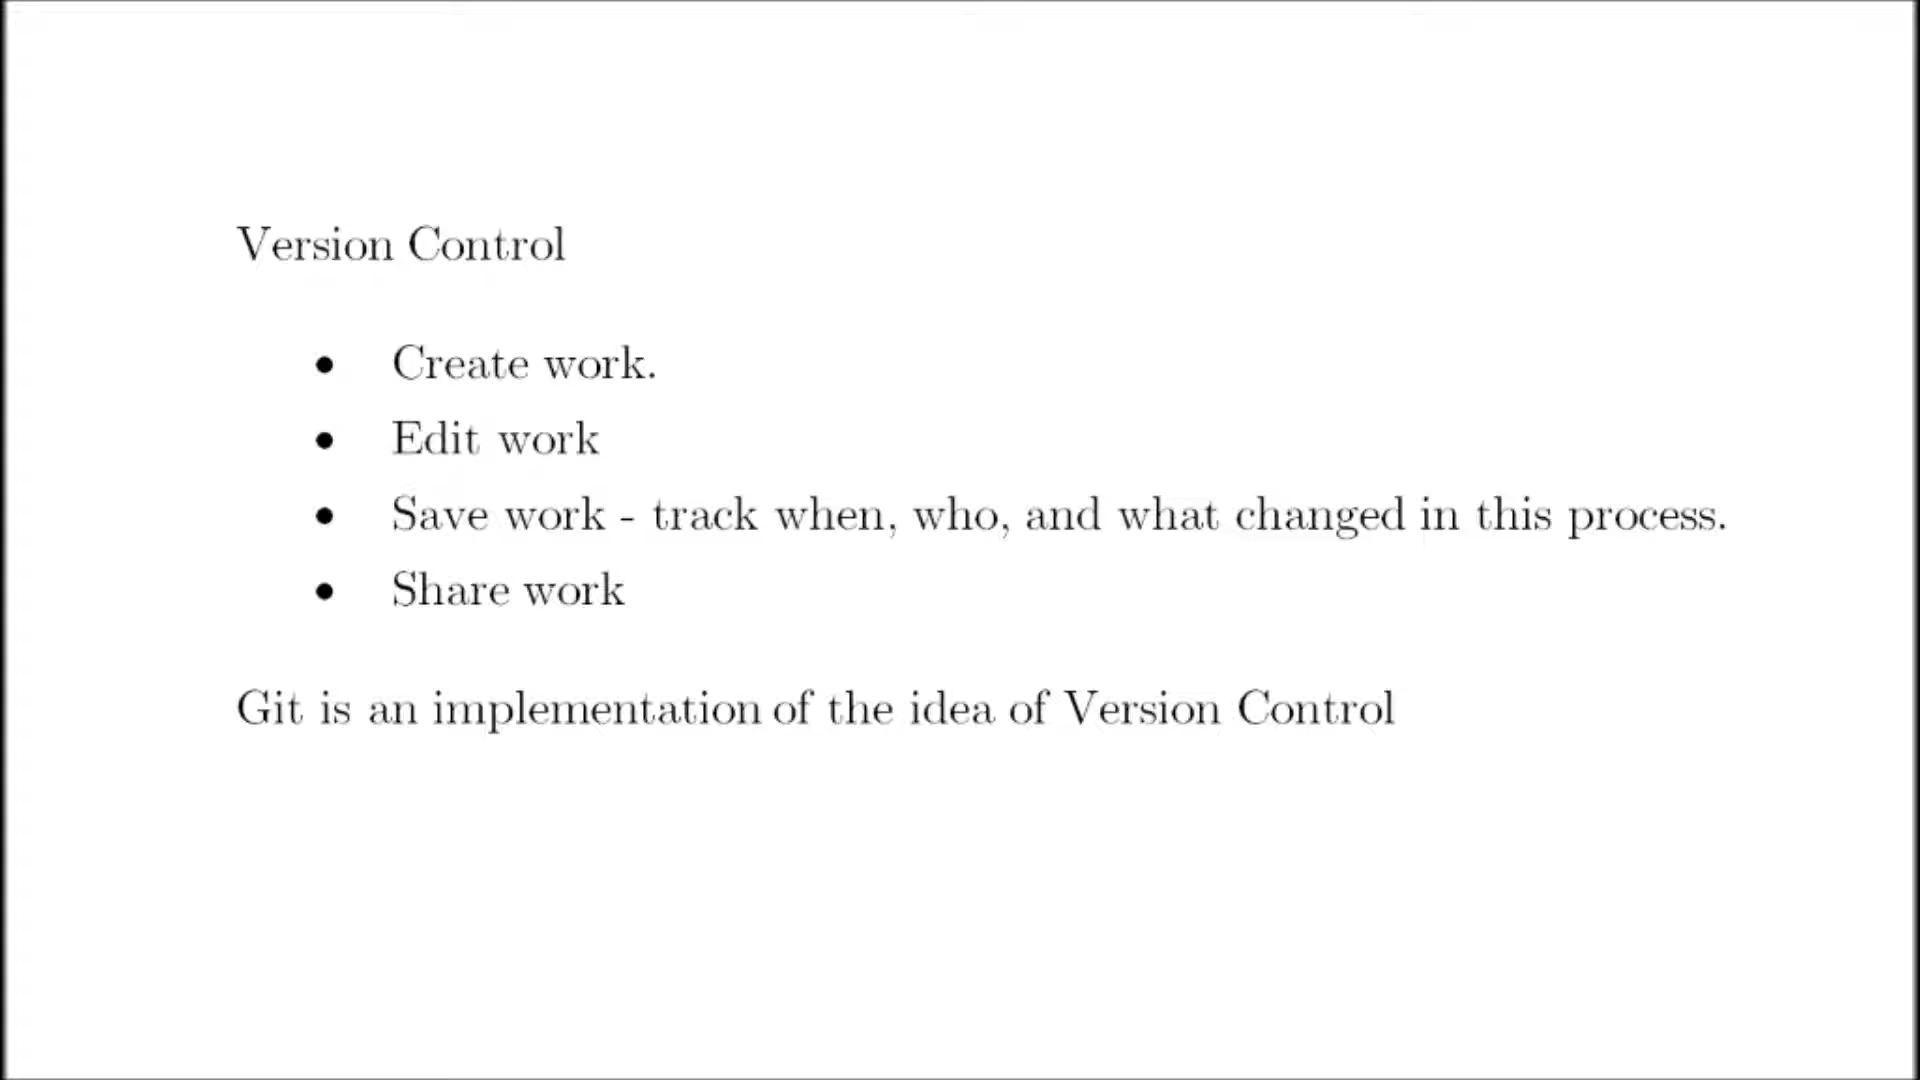 Version Control
• Create work.
• Edit work
• Save work - track when, who, and what changed in this process.
• Share work
Git is an implementation of the idea of Version Control